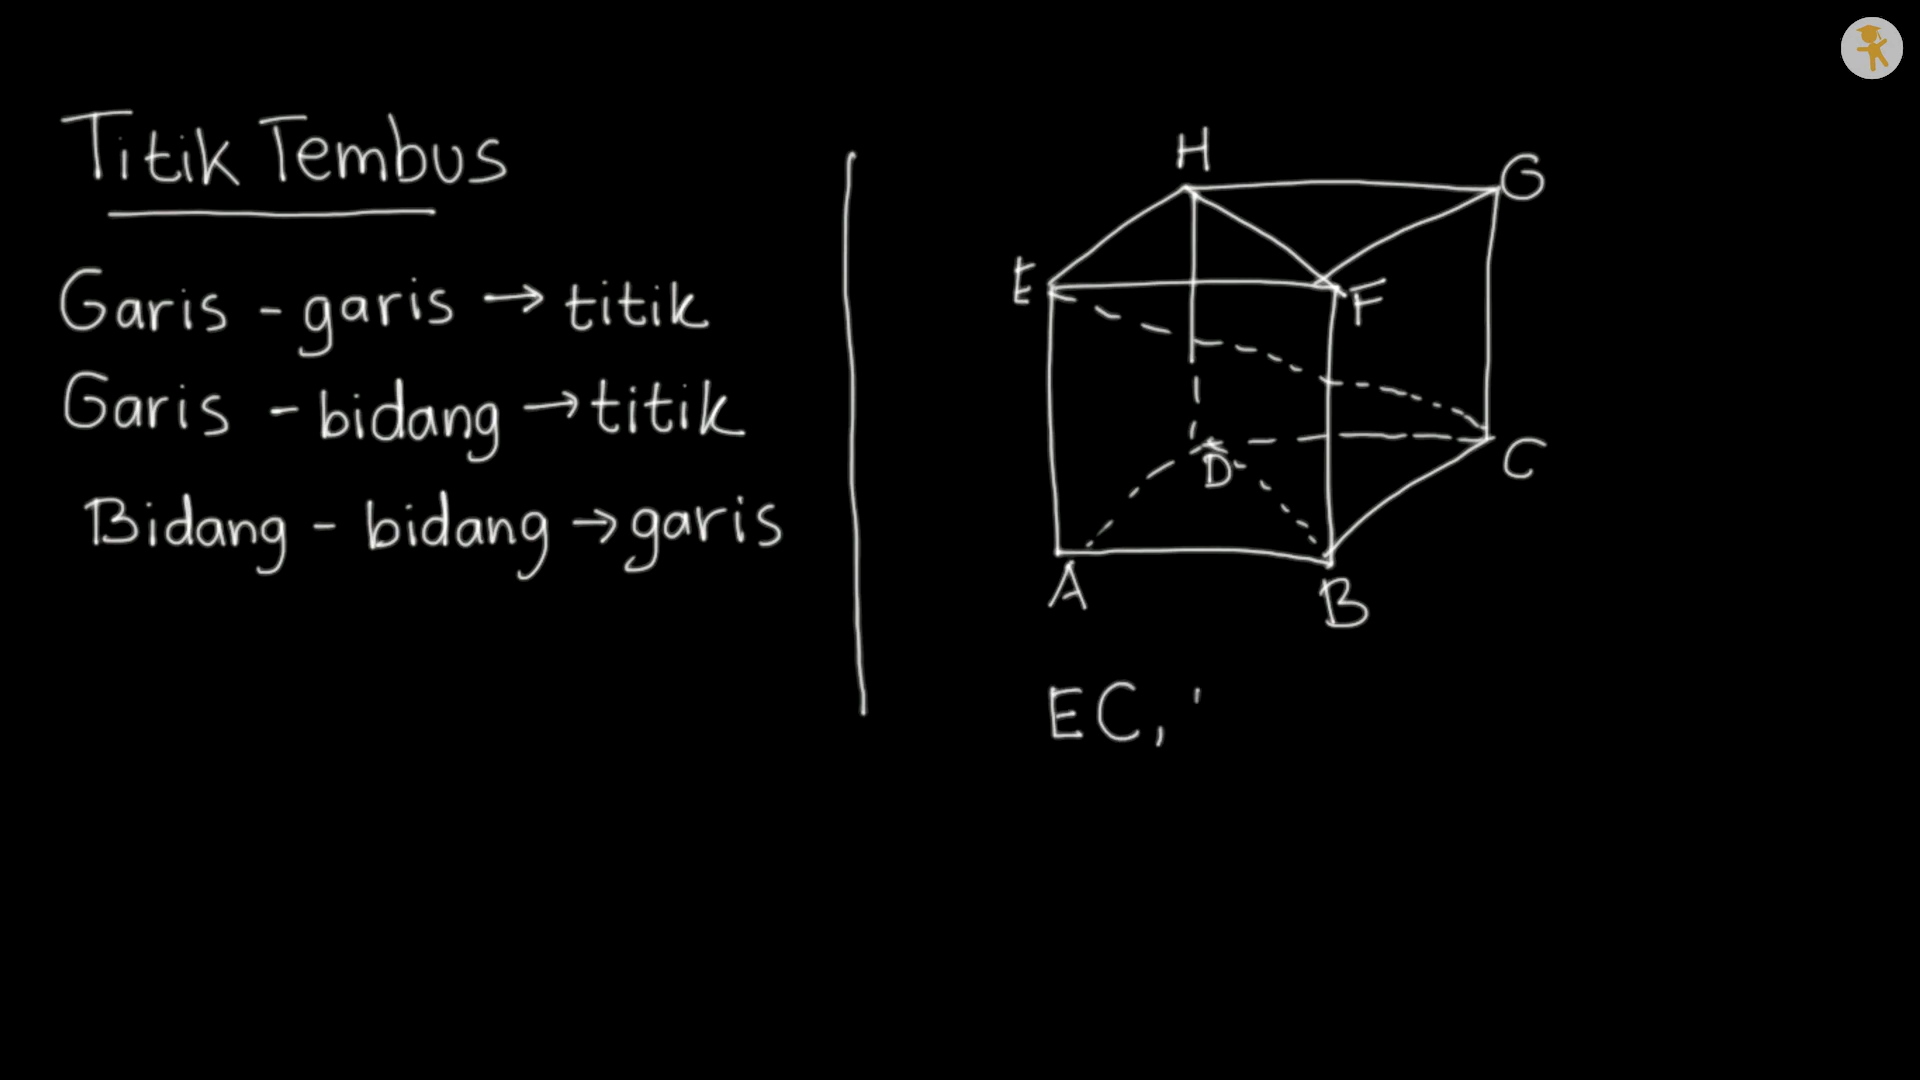 Titik Tembus
Garis - garis → titik
Garis - bidang → titik
Bidang - bidang → garis
H
G
E
F
D
C
A
B
EC, '